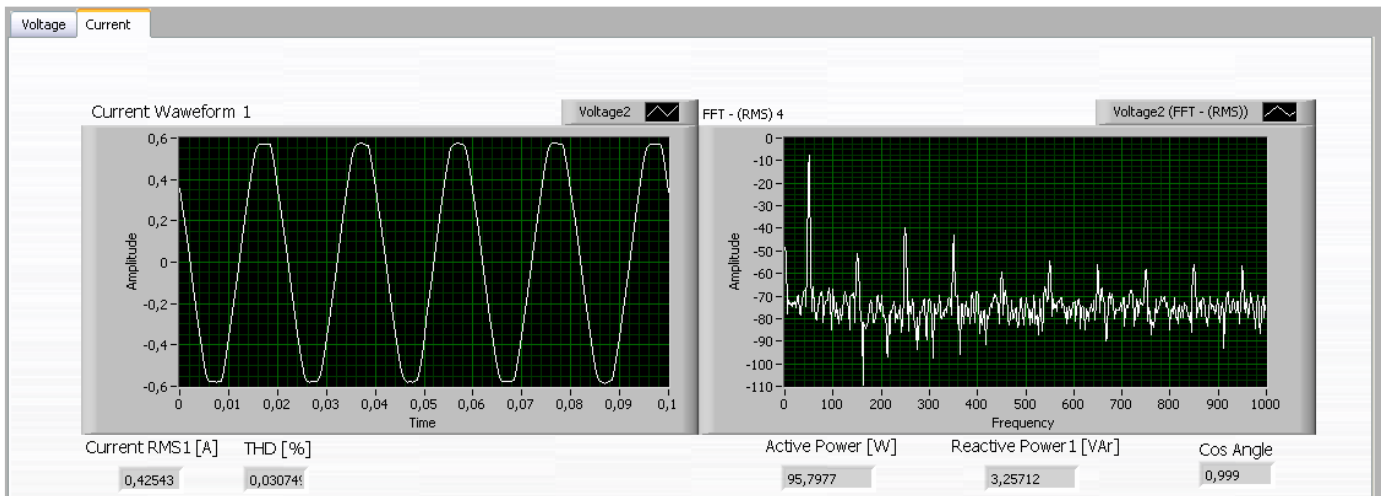 Voltage Current
Current Waweform 1 Voltage2
FFT - (RMS) 4 Voltage2 (FFT - (RMS))
0,6
0,4
0,2
0
-0,2
-0,4
-0,6
Amplitude
0 0,01 0,02 0,03 0,04 0,05 0,06 0,07 0,08 0,09 0,1
Time
0
-10
-20
-30
-40
-50
-60
-70
-80
-90
-100
-110
Amplitude
0 100 200 300 400 500 600 700 800 900 1000
Frequency
Current RMS1 [A] THD [%]
0,42543 0,03074
Active Power [W] Reactive Power1 [VAr] Cos Angle
95,7977 3,25712 0,999